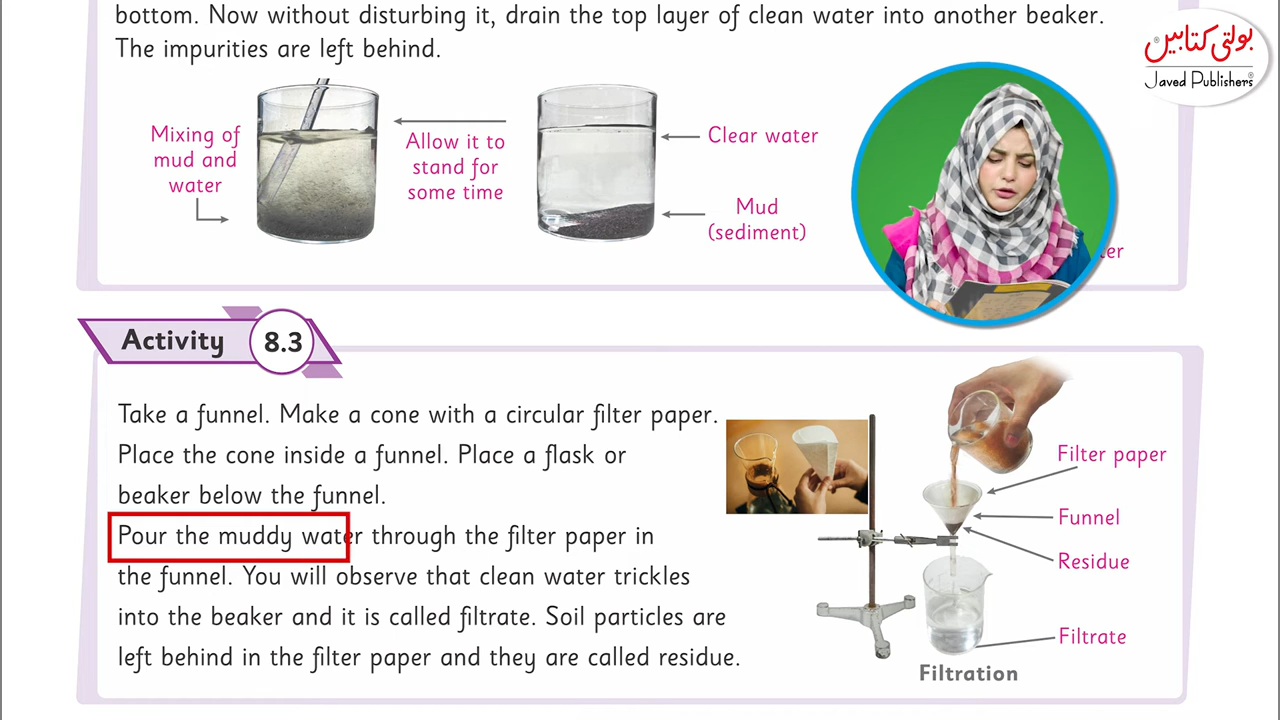 bottom. Now without disturbing it, drain the top layer of clean water into another beaker.
The impurities are left behind.
بولتی کتابیں
Javed Publishers
Mixing of
mud and
water
Allow it to
stand for
some time
Clear water
Mud
(sediment)
Activity 8.3
Take a funnel. Make a cone with a circular filter paper.
Place the cone inside a funnel. Place a flask or
beaker below the funnel.
Pour the muddy water through the filter paper in
the funnel. You will observe that clean water trickles
into the beaker and it is called filtrate. Soil particles are
left behind in the filter paper and they are called residue.
Filter paper
Funnel
Residue
Filtrate
Filtration